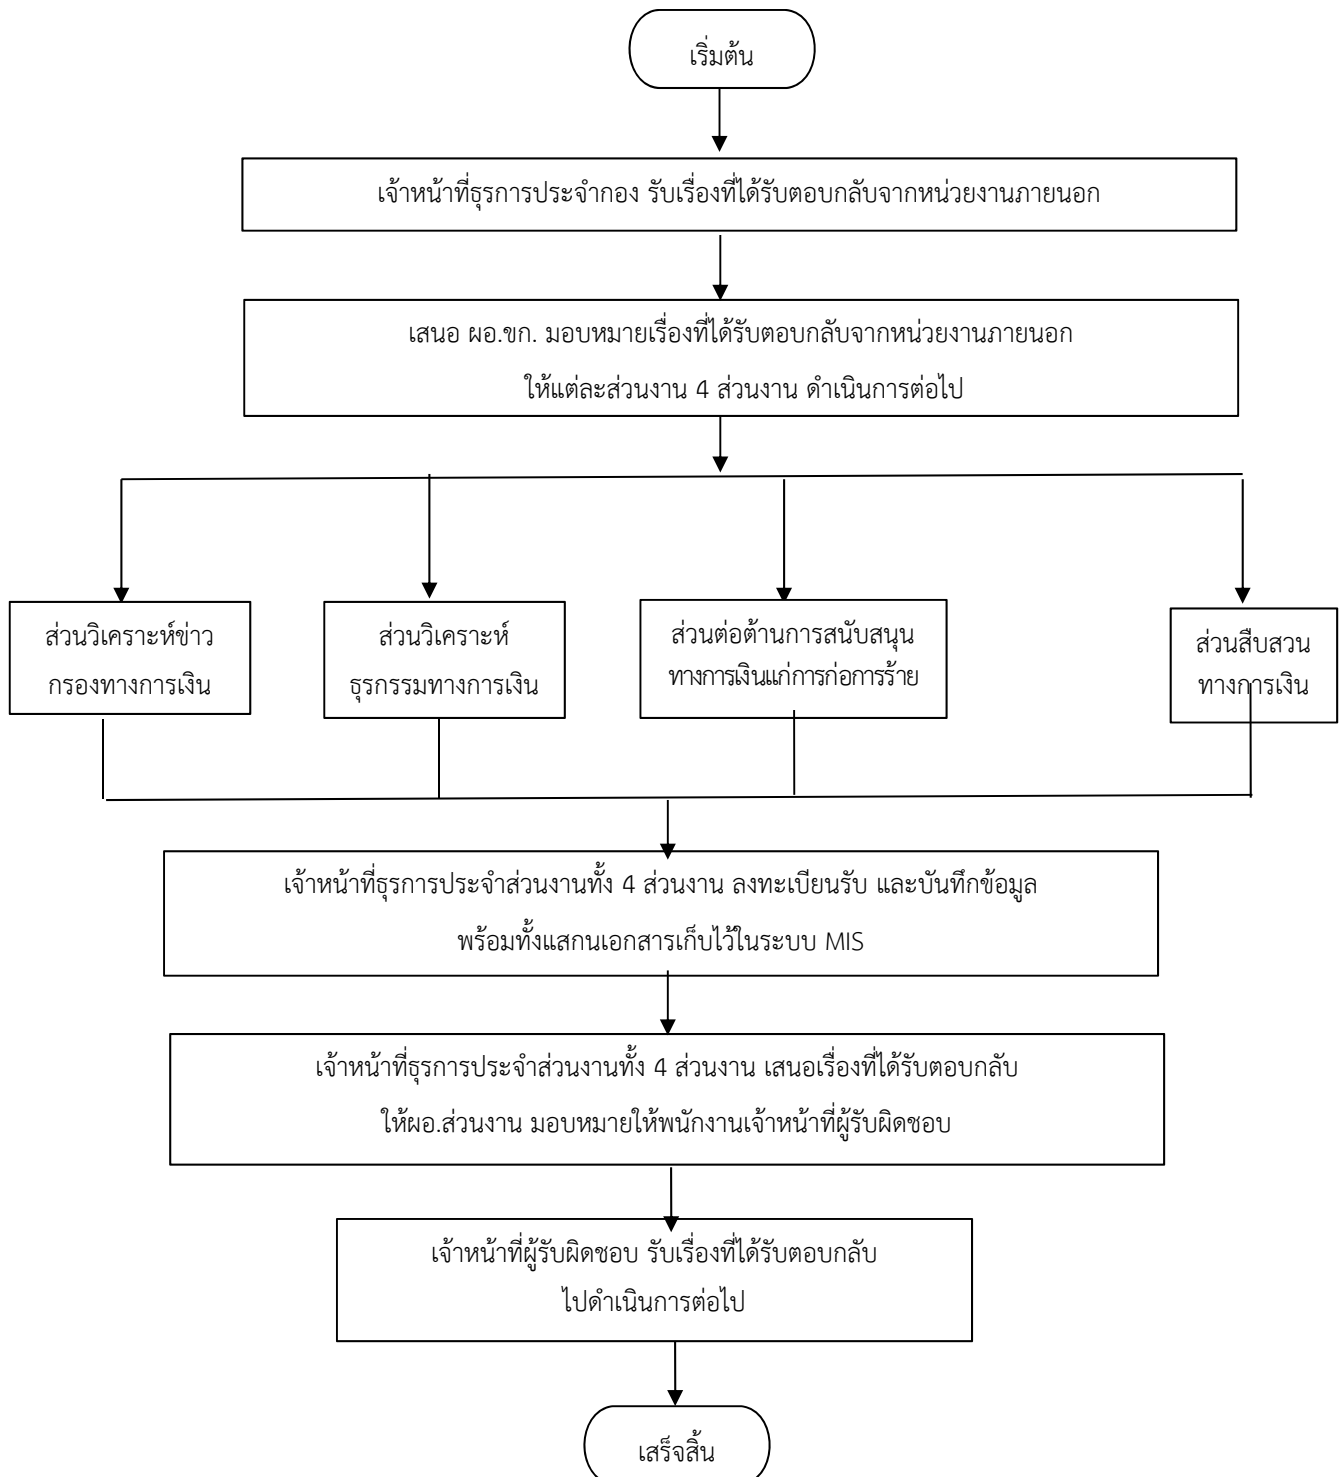 เริ่มต้น
เจ้าหน้าที่ธุรการประจำกอง รับเรื่องที่ได้รับตอบกลับจากหน่วยงานภายนอก
เสนอ ผอ.ขก. มอบหมายเรื่องที่ได้รับตอบกลับจากหน่วยงานภายนอก
ให้แต่ละส่วนงาน 4 ส่วนงาน ดำเนินการต่อไป
ส่วนวิเคราะห์ข่าว
กรองทางการเงิน
ส่วนวิเคราะห์
ธุรกรรมทางการเงิน
ส่วนต่อต้านการสนับสนุน
ทางการเงินแก่การก่อการร้าย
ส่วนสืบสวน
ทางการเงิน
เจ้าหน้าที่ธุรการประจำส่วนงานทั้ง 4 ส่วนงาน ลงทะเบียนรับ และบันทึกข้อมูล
พร้อมทั้งแสกนเอกสารเก็บไว้ในระบบ MIS
เจ้าหน้าที่ธุรการประจำส่วนงานทั้ง 4 ส่วนงาน เสนอเรื่องที่ได้รับตอบกลับ
ให้ผอ.ส่วนงาน มอบหมายให้พนักงานเจ้าหน้าที่ผู้รับผิดชอบ
เจ้าหน้าที่ผู้รับผิดชอบ รับเรื่องที่ได้รับตอบกลับ
ไปดำเนินการต่อไป
เสร็จสิ้น